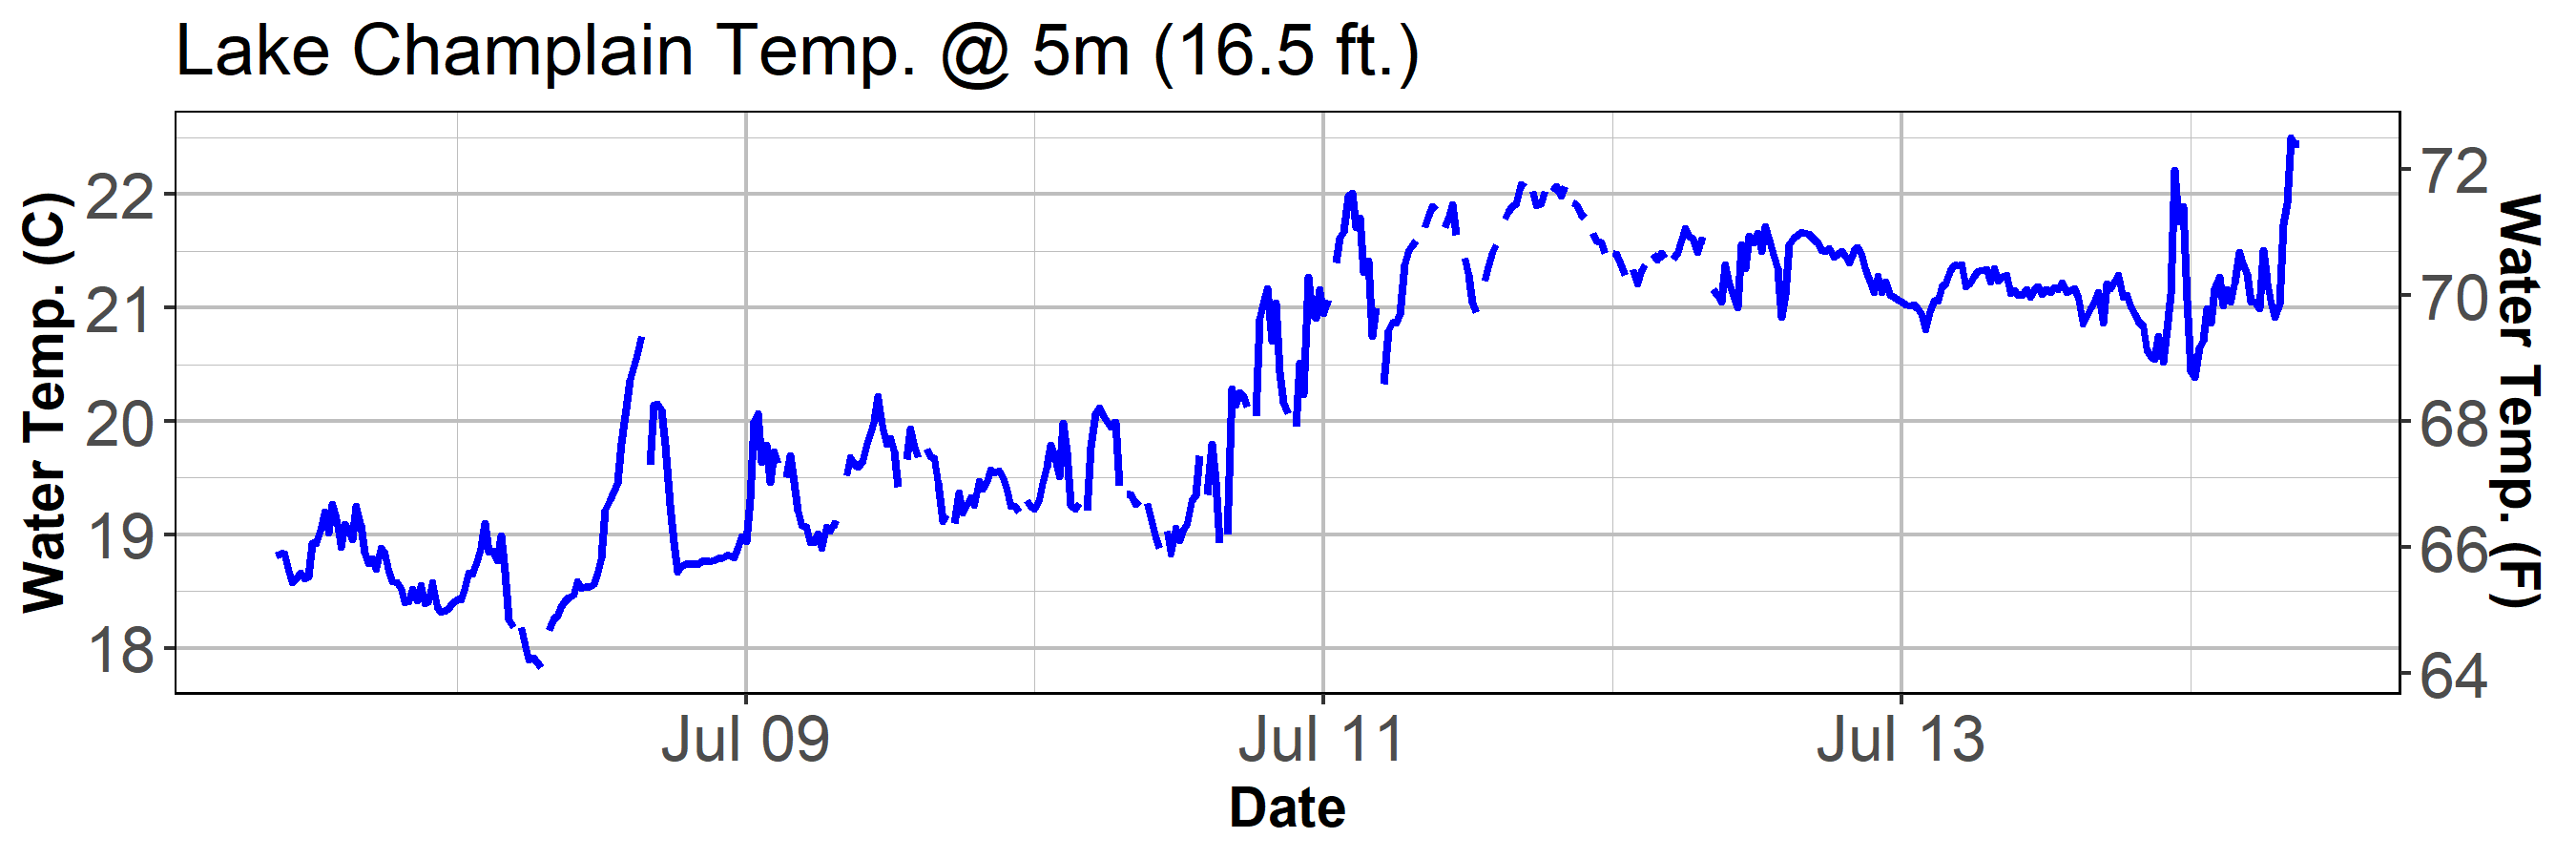 Lake Champlain Temp. @ 5m (16.5 ft.)
Water Temp. (C)
22
21
20
19
18
72
70
68
66
64
Water Temp. (F)
Jul 09 Jul 11 Jul 13
Date